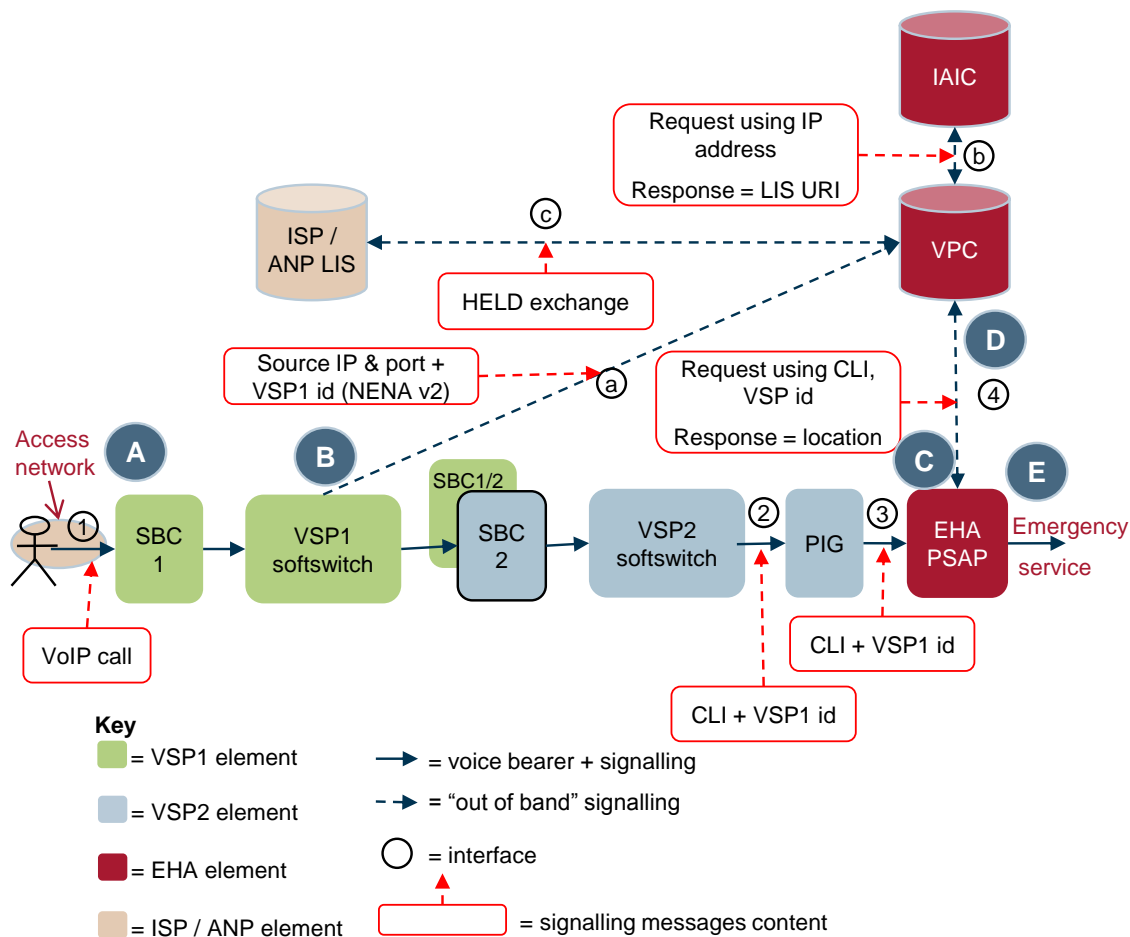 IAIC
Request using IP
address
Response = LIS URI
b
ISP /
ANP LIS
c
VPC
HELD exchange
D
Source IP & port +
VSP1 id (NENA v2)
a
Request using CLI,
VSP id
Response = location
4
Access
network
A
B
C
E
SBC1/2
1
SBC
1
VSP1
softswitch
SBC
2
VSP2
softswitch
2
PIG
3
EHA
PSAP
Emergency
service
VoIP call
CLI + VSP1 id
CLI + VSP1 id
Key
= VSP1 element
= voice bearer + signalling
= VSP2 element
= “out of band” signalling
= EHA element
= interface
= ISP / ANP element
= signalling messages content